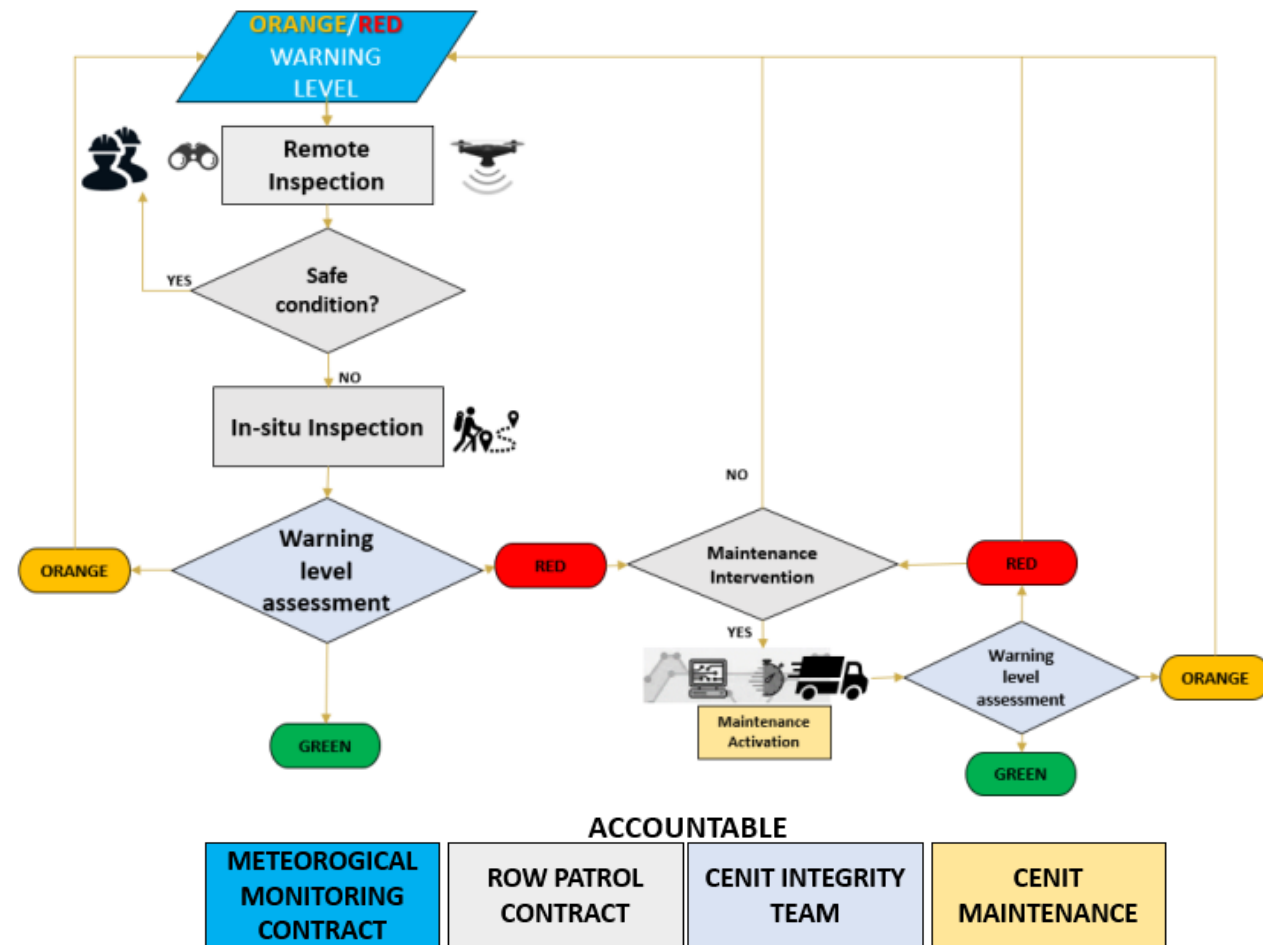 ORANGE/RED
WARNING
LEVEL
Remote
Inspection
YES
Safe
condition?
NO
In-situ Inspection
NO
Warning
level
assessment
ORANGE
RED
Maintenance
Intervention
RED
YES
Warning
level
assessment
ORANGE
Maintenance
Activation
GREEN
GREEN
ACCOUNTABLE
METEOROGICAL
MONITORING
CONTRACT
ROW PATROL
CONTRACT
CENIT INTEGRITY
TEAM
CENIT
MAINTENANCE